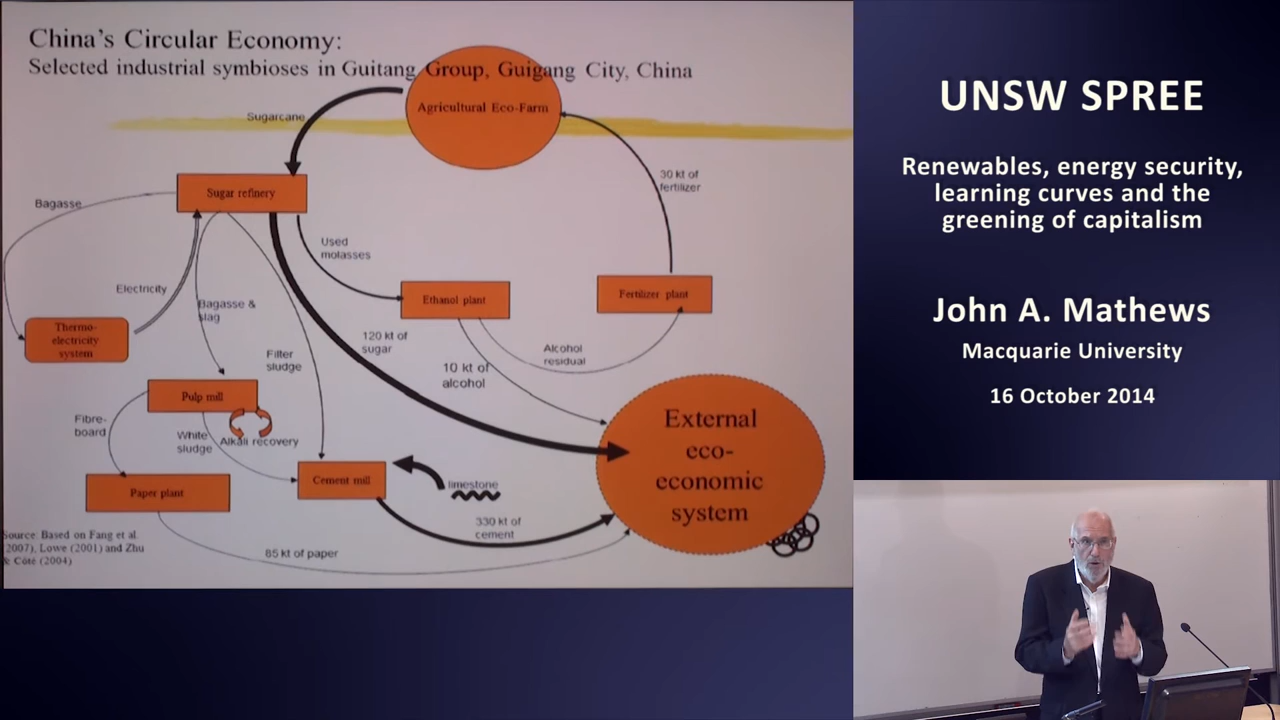 China's Circular Economy:
Selected industrial symbioses in Guitang Group, Guigang City, China
Agricultural Eco-Farm
Sugarcane
30 kt of
fertilizer
Sugar refinery
Bagasse
Used
molasses
Electricity
Ethanol plant
Fertilizer plant
Bagasse &
slag
Thermo-
electricity
system
120 kt of
sugar
Alcohol
residual
Filter
sludge
10 kt of
alcohol
Pulp mill
External
eco-
economic
system
Fibre-
board
White
sludge
Alkali recovery
Cement mill
limestone
Paper plant
330 kt of
cement
Source: Based on Fang et al.
(2007), Lowe (2001) and Zhu
& Cote (2004)
85 kt of paper
UNSW SPREE
Renewables, energy security,
learning curves and the
greening of capitalism
John A. Mathews
Macquarie University
16 October 2014